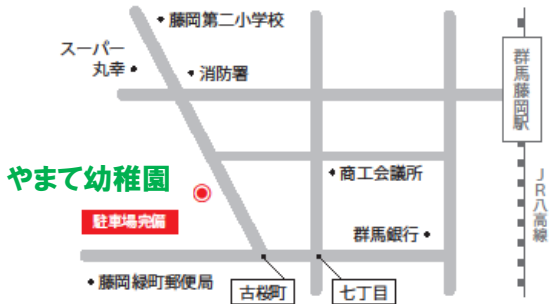 藤岡第二小学校
スーパー
丸幸
消防署
群馬藤岡駅
やまて幼稚園
商工会議所
JR八高線
駐車場完備
群馬銀行
藤岡緑町郵便局
古桜町
七丁目